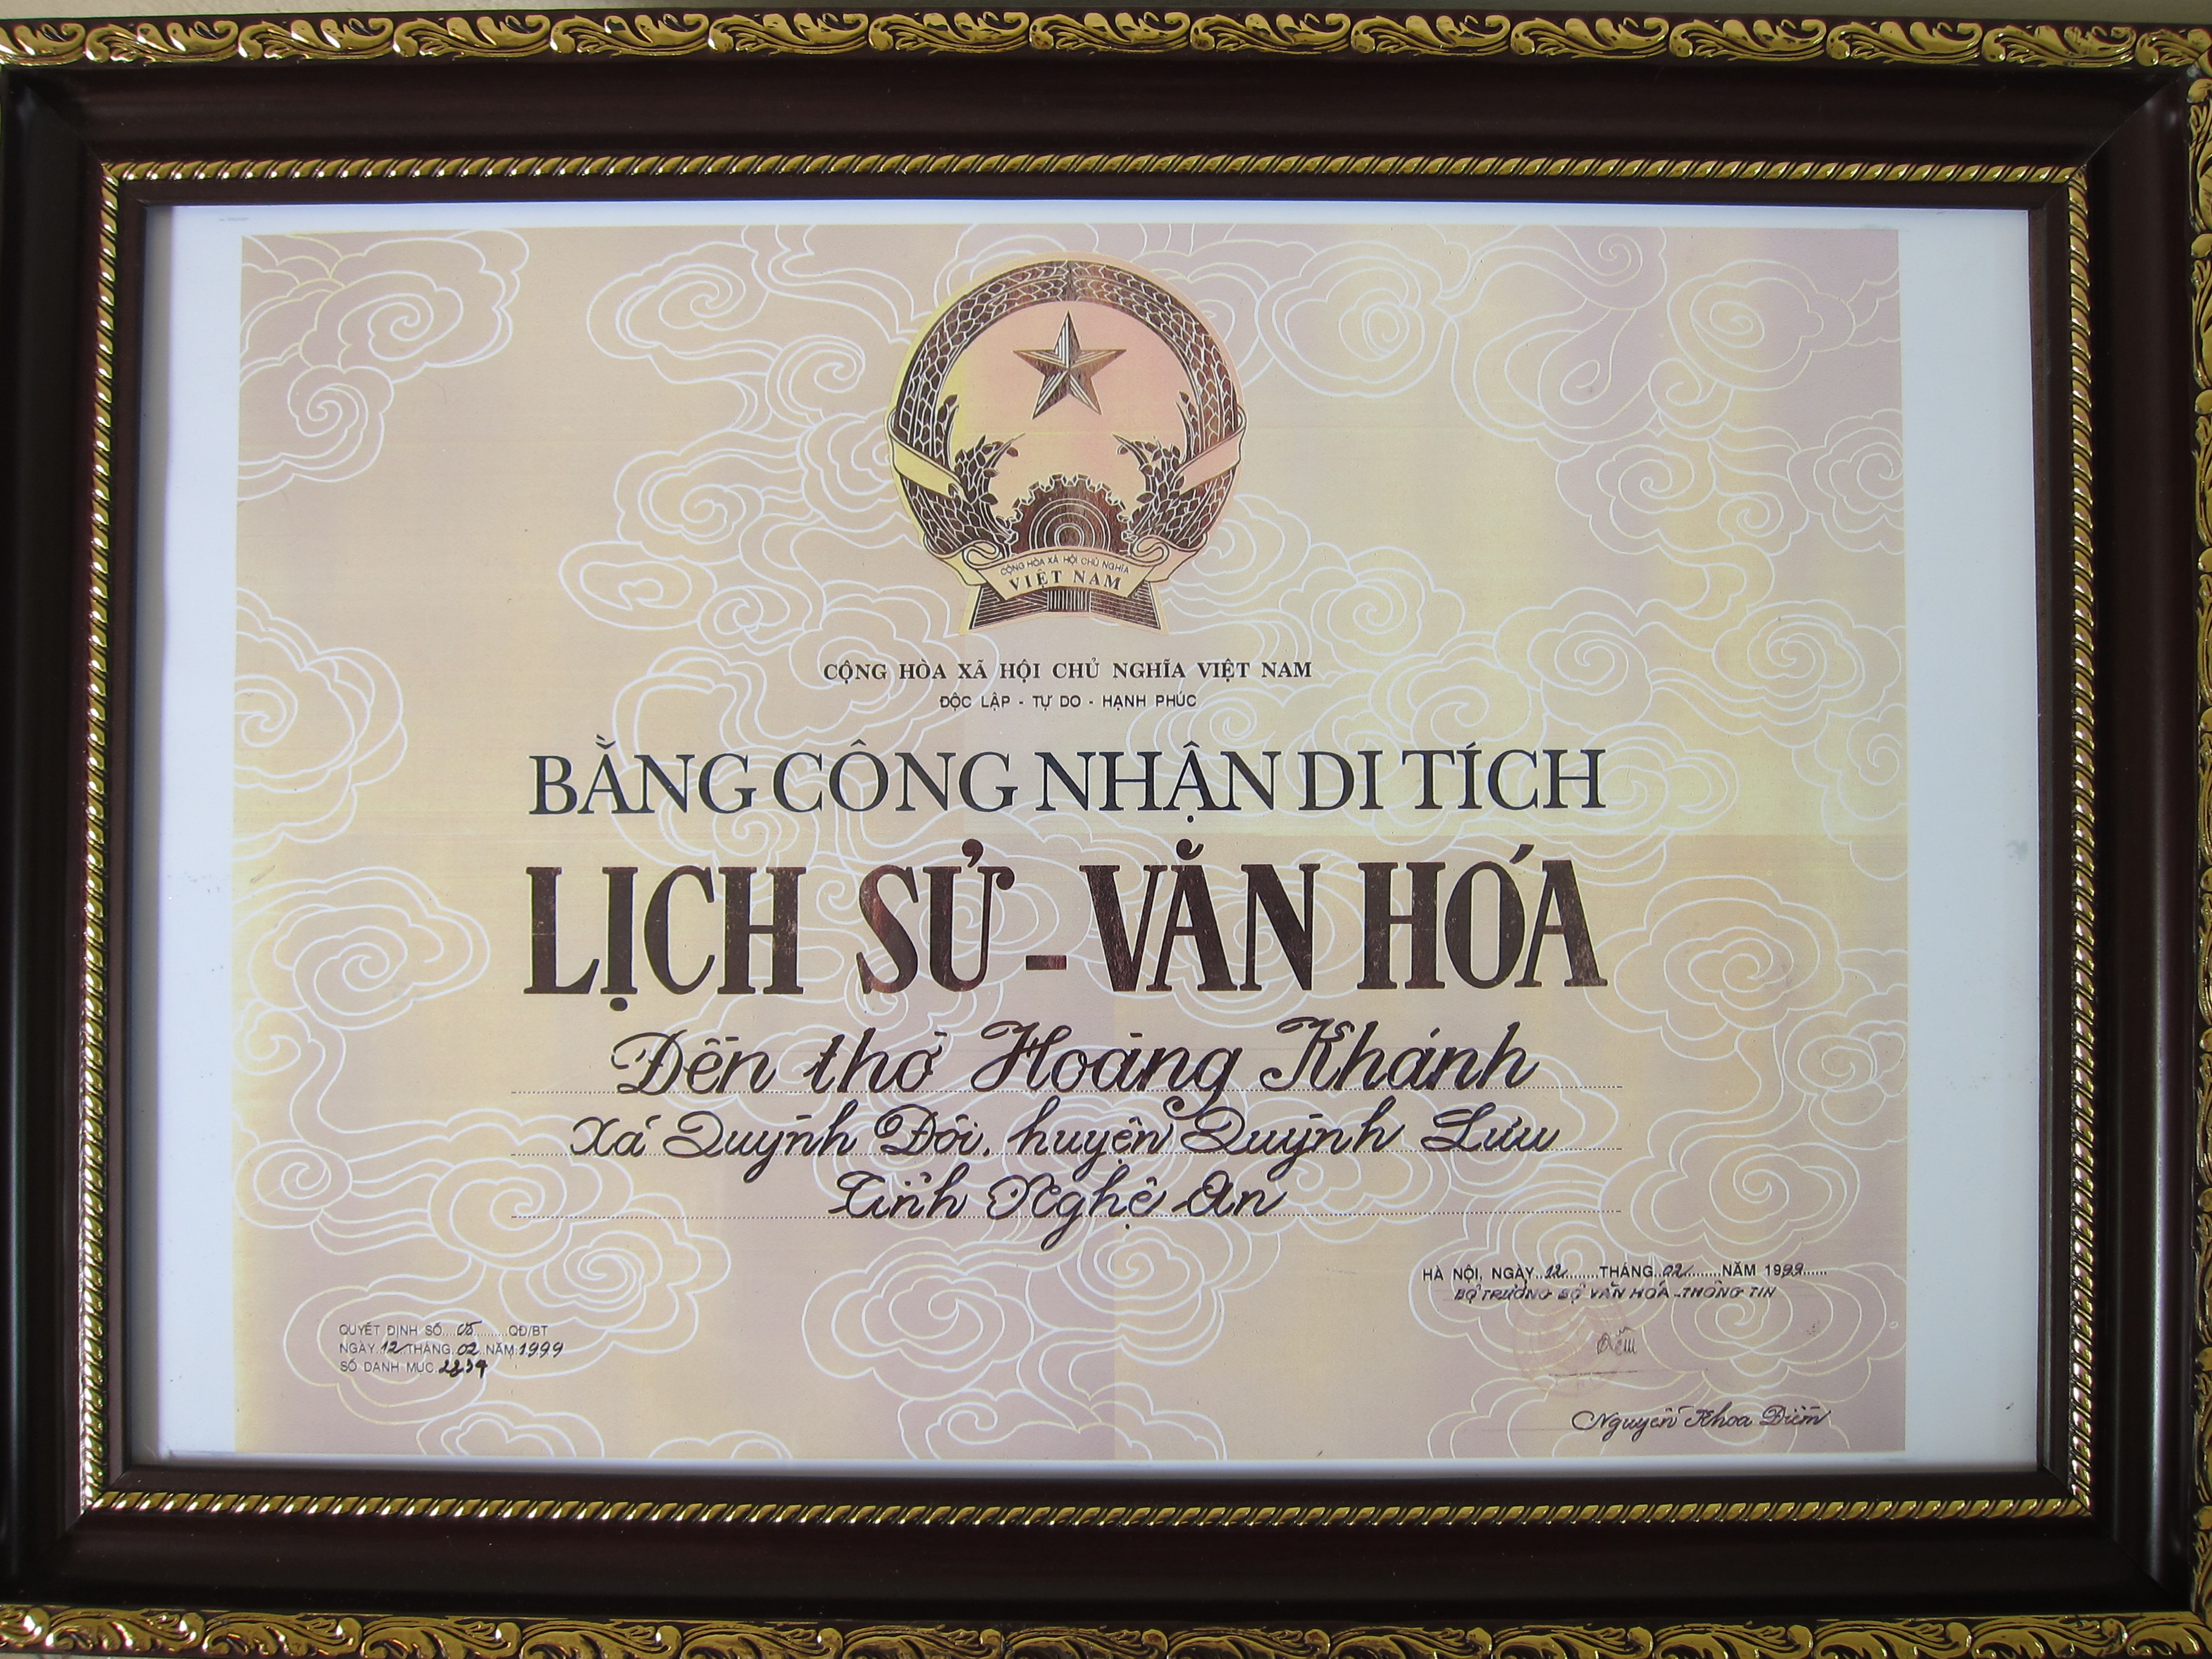 CỘNG HÒA XÃ HỘI CHỦ NGHĨA
VIỆT NAM
CỘNG HÒA XÃ HỘI CHỦ NGHĨA VIỆT NAM
ĐỘC LẬP - TỰ DO - HẠNH PHÚC
BẰNG CÔNG NHẬN DI TÍCH
LỊCH SỬ - VĂN HÓA
Đền thờ Hoàng Khánh
Xã Quỳnh Đôi, huyện Quỳnh Lưu
Tỉnh Nghệ An
HÀ NỘI, NGÀY 12 THÁNG 02 NĂM 1999
BỘ TRƯỞNG BỘ VĂN HÓA - THÔNG TIN
QUYẾT ĐỊNH SỐ 05 QĐ/BT
NGÀY 12 THÁNG 02 NĂM 1999
SỐ DANH MỤC
Nguyễn Khoa Điềm